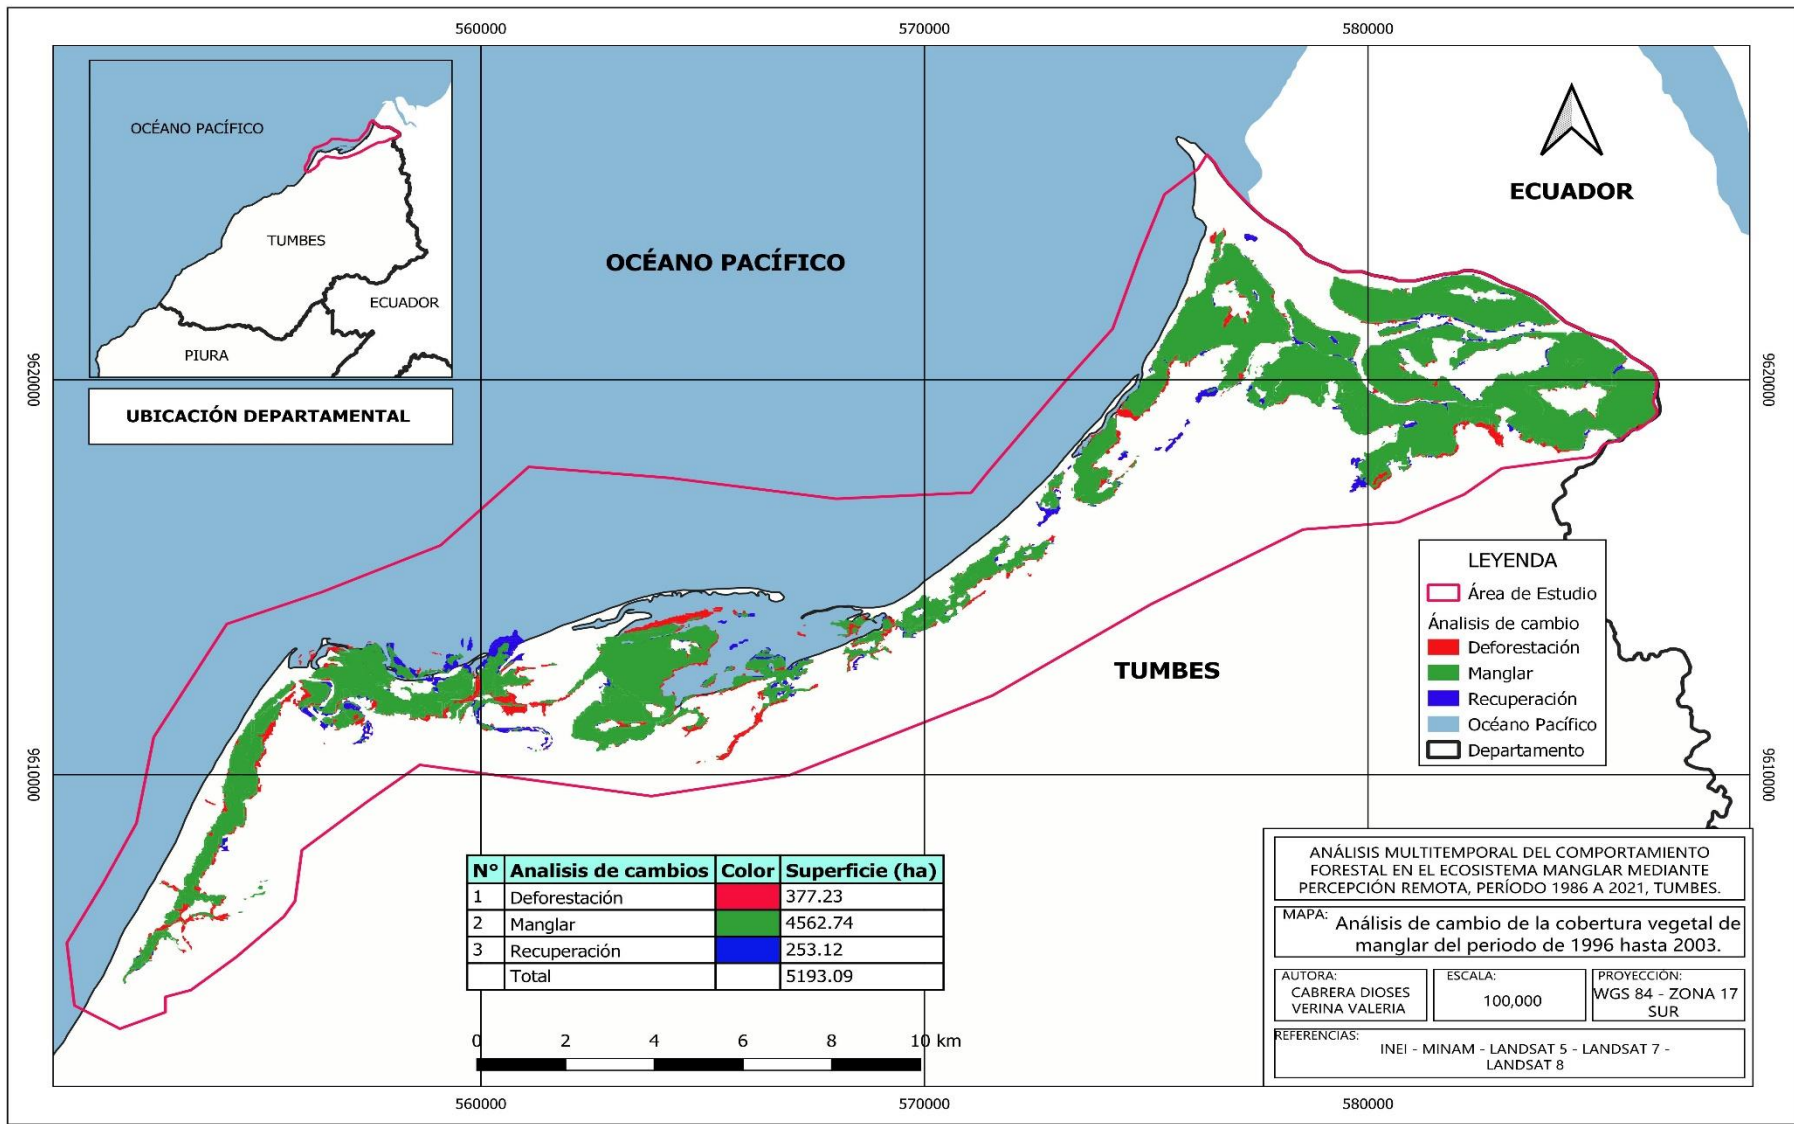 560000
570000
580000
OCÉANO PACÍFICO
TUMBES
ECUADOR
PIURA
UBICACIÓN DEPARTAMENTAL
OCÉANO PACÍFICO
ECUADOR
TUMBES
9620000
9620000
9610000
9610000
LEYENDA
Área de Estudio
Ánalisis de cambio
Deforestación
Manglar
Recuperación
Océano Pacífico
Departamento
N° Analisis de cambios Color Superficie (ha)
1 Deforestación 377.23
2 Manglar 4562.74
3 Recuperación 253.12
Total 5193.09
0 2 4 6 8 10 km
ANÁLISIS MULTITEMPORAL DEL COMPORTAMIENTO
FORESTAL EN EL ECOSISTEMA MANGLAR MEDIANTE
PERCEPCIÓN REMOTA, PERÍODO 1986 A 2021, TUMBES.
MAPA: Análisis de cambio de la cobertura vegetal de
manglar del periodo de 1996 hasta 2003.
AUTORA:
CABRERA DIOSES
VERINA VALERIA
ESCALA:
100,000
PROYECCIÓN:
WGS 84 - ZONA 17
SUR
REFERENCIAS:
INEI - MINAM - LANDSAT 5 - LANDSAT 7 -
LANDSAT 8
560000
570000
580000